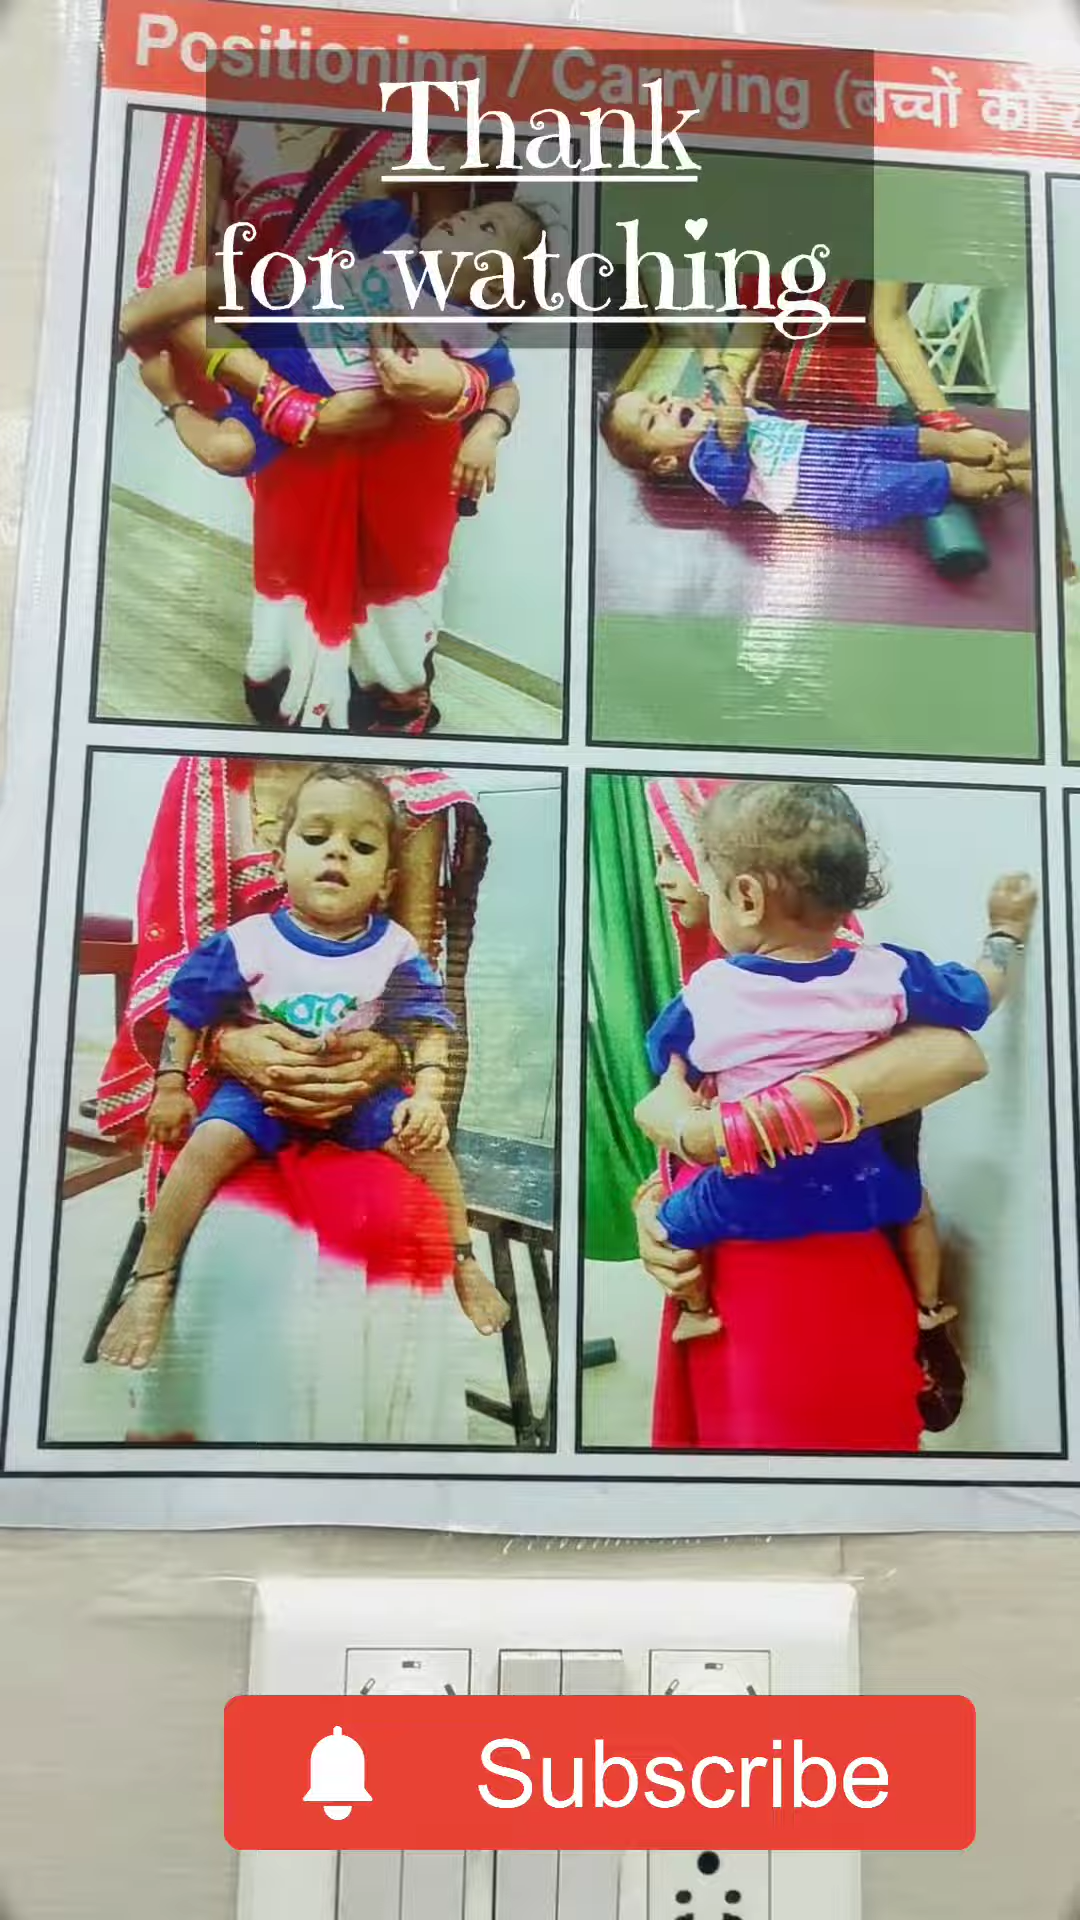 Positioning / Carrying (बच्चों को
Thank
for watching
Subscribe